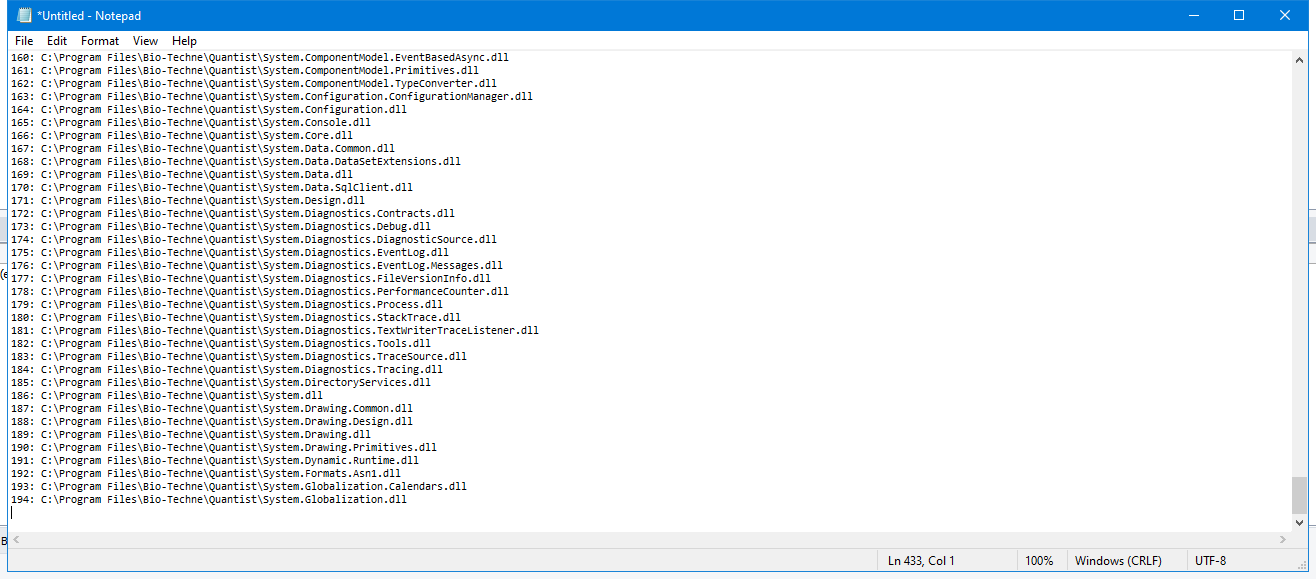 *Untitled - Notepad
File Edit Format View Help
160: C:\Program Files\Bio-Techne\Quantist\System.ComponentModel.EventBasedAsync.dll
161: C:\Program Files\Bio-Techne\Quantist\System.ComponentModel.Primitives.dll
162: C:\Program Files\Bio-Techne\Quantist\System.ComponentModel.TypeConverter.dll
163: C:\Program Files\Bio-Techne\Quantist\System.Configuration.ConfigurationManager.dll
164: C:\Program Files\Bio-Techne\Quantist\System.Configuration.dll
165: C:\Program Files\Bio-Techne\Quantist\System.Console.dll
166: C:\Program Files\Bio-Techne\Quantist\System.Core.dll
167: C:\Program Files\Bio-Techne\Quantist\System.Data.Common.dll
168: C:\Program Files\Bio-Techne\Quantist\System.Data.DataSetExtensions.dll
169: C:\Program Files\Bio-Techne\Quantist\System.Data.dll
170: C:\Program Files\Bio-Techne\Quantist\System.Data.SqlClient.dll
171: C:\Program Files\Bio-Techne\Quantist\System.Design.dll
172: C:\Program Files\Bio-Techne\Quantist\System.Diagnostics.Contracts.dll
173: C:\Program Files\Bio-Techne\Quantist\System.Diagnostics.Debug.dll
174: C:\Program Files\Bio-Techne\Quantist\System.Diagnostics.DiagnosticSource.dll
175: C:\Program Files\Bio-Techne\Quantist\System.Diagnostics.EventLog.dll
176: C:\Program Files\Bio-Techne\Quantist\System.Diagnostics.EventLog.Messages.dll
177: C:\Program Files\Bio-Techne\Quantist\System.Diagnostics.FileVersionInfo.dll
178: C:\Program Files\Bio-Techne\Quantist\System.Diagnostics.PerformanceCounter.dll
179: C:\Program Files\Bio-Techne\Quantist\System.Diagnostics.Process.dll
180: C:\Program Files\Bio-Techne\Quantist\System.Diagnostics.StackTrace.dll
181: C:\Program Files\Bio-Techne\Quantist\System.Diagnostics.TextWriterTraceListener.dll
182: C:\Program Files\Bio-Techne\Quantist\System.Diagnostics.Tools.dll
183: C:\Program Files\Bio-Techne\Quantist\System.Diagnostics.TraceSource.dll
184: C:\Program Files\Bio-Techne\Quantist\System.Diagnostics.Tracing.dll
185: C:\Program Files\Bio-Techne\Quantist\System.DirectoryServices.dll
186: C:\Program Files\Bio-Techne\Quantist\System.dll
187: C:\Program Files\Bio-Techne\Quantist\System.Drawing.Common.dll
188: C:\Program Files\Bio-Techne\Quantist\System.Drawing.Design.dll
189: C:\Program Files\Bio-Techne\Quantist\System.Drawing.dll
190: C:\Program Files\Bio-Techne\Quantist\System.Drawing.Primitives.dll
191: C:\Program Files\Bio-Techne\Quantist\System.Dynamic.Runtime.dll
192: C:\Program Files\Bio-Techne\Quantist\System.Formats.Asn1.dll
193: C:\Program Files\Bio-Techne\Quantist\System.Globalization.Calendars.dll
194: C:\Program Files\Bio-Techne\Quantist\System.Globalization.dll
Ln 433, Col 1 100% Windows (CRLF) UTF-8